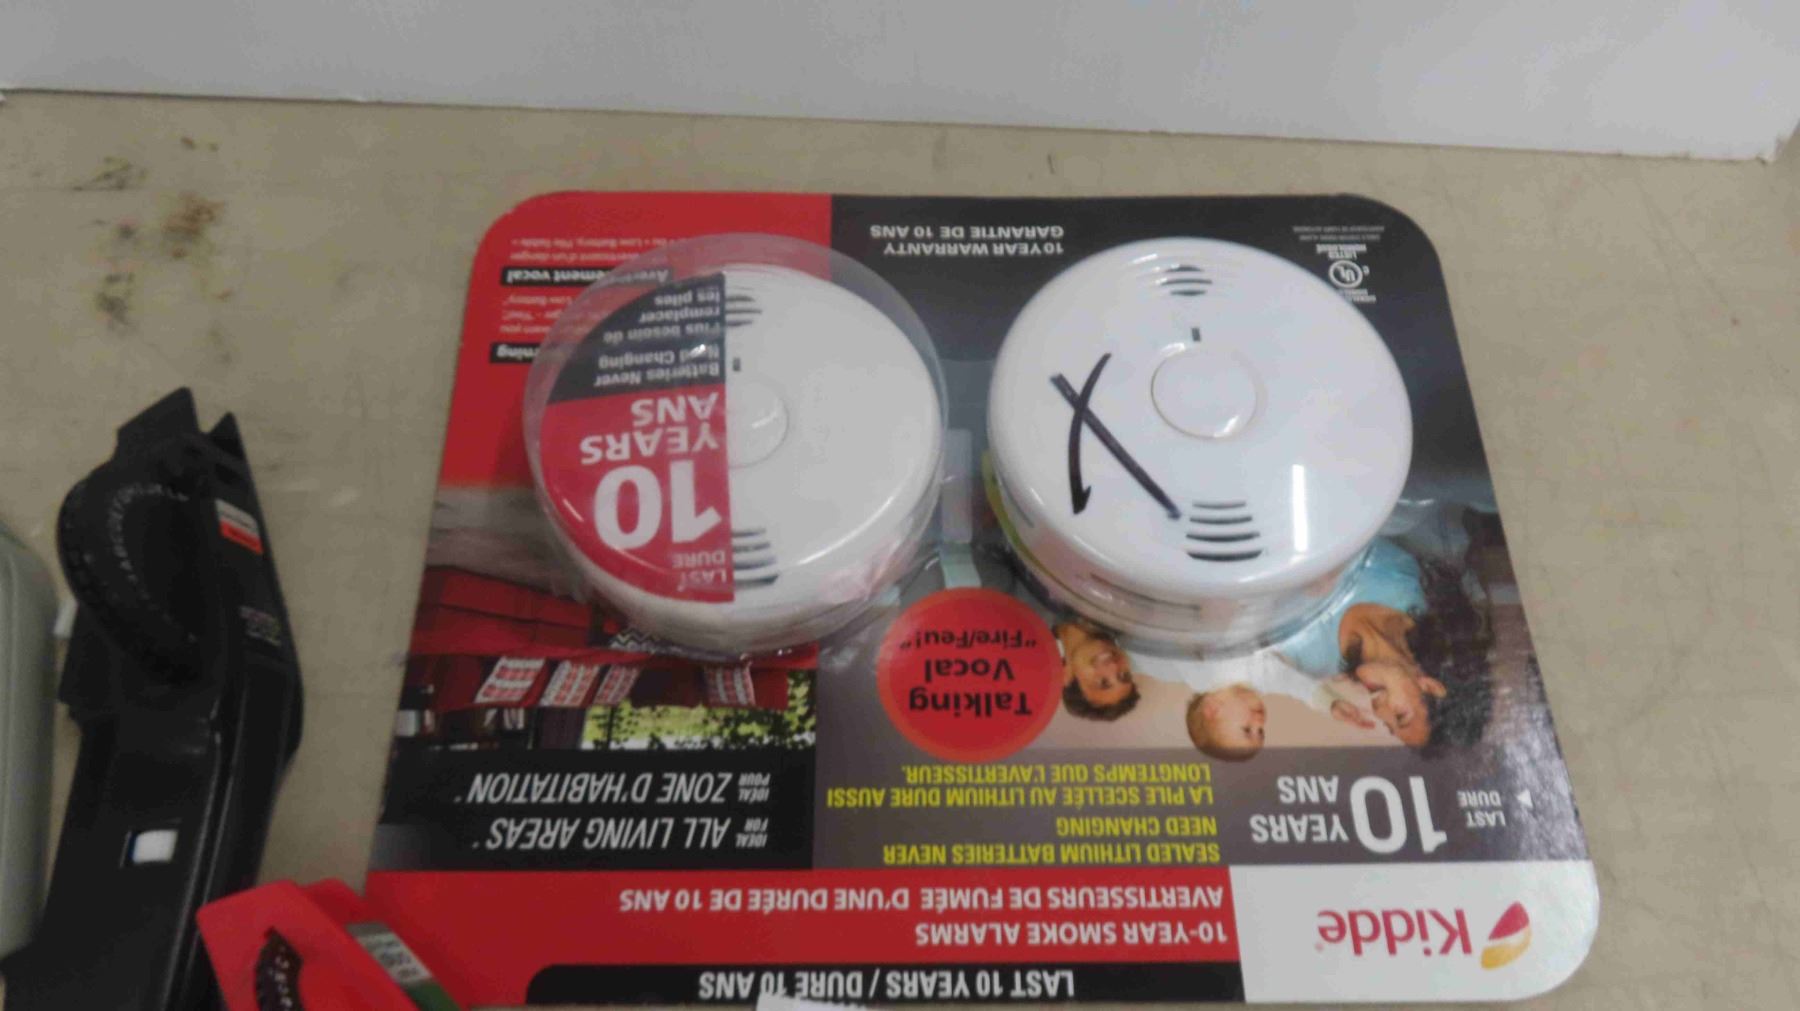 LAST 10 YEARS / DURE 10 ANS
Kidde
10-YEAR SMOKE ALARMS
AVERTISSEURS DE FUMÉE D'UNE DURÉE DE 10 ANS
LAST
DURE
10 YEARS
ANS
SEALED LITHIUM BATTERIES NEVER
NEED CHANGING
LA PILE SCELLÉE AU LITHIUM DURE AUSSI
LONGTEMPS QUE L'AVERTISSEUR.
IDEAL FOR ALL LIVING AREAS*
IDÉAL POUR ZONE D'HABITATION*
Talking
Vocal
"Fire/Feu!"
LAST
DURE
10
YEARS
ANS
Batteries Never
Need Changing
Plus besoin de
remplacer
les piles
Avertissement vocal
10 YEAR WARRANTY
GARANTIE DE 10 ANS
UL
LISTED
X